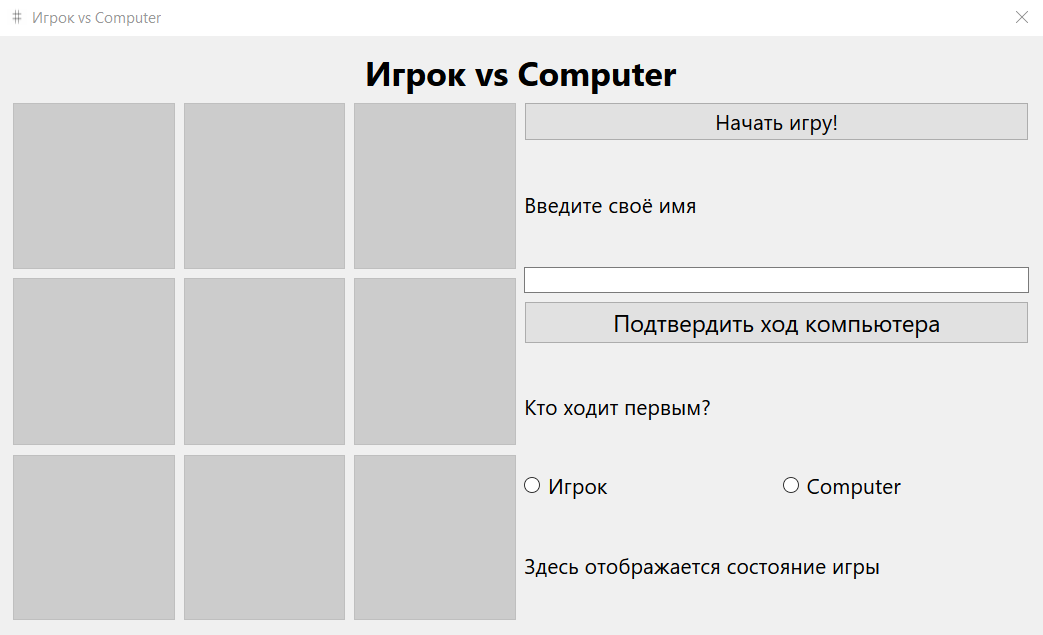 Игрок vs Computer
Игрок vs Computer
Начать игру!
Введите своё имя
Подтвердить ход компьютера
Кто ходит первым?
Игрок
Computer
Здесь отображается состояние игры